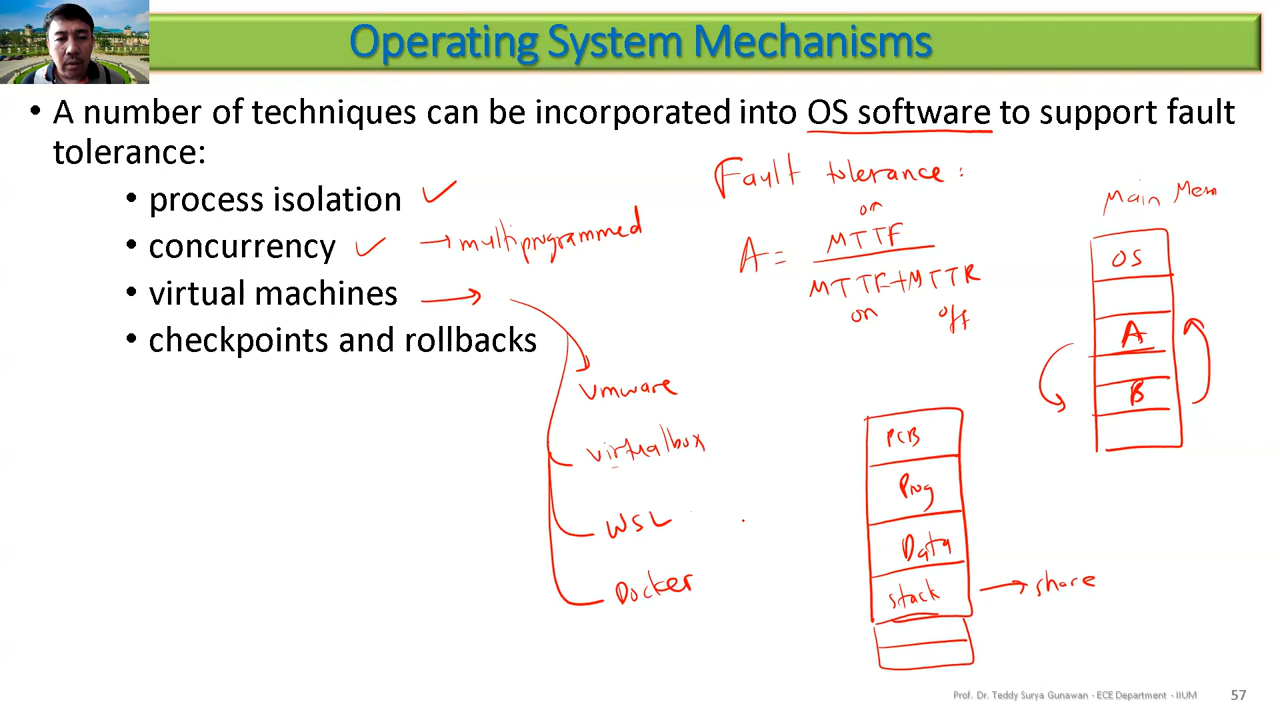 Operating System Mechanisms
• A number of techniques can be incorporated into OS software to support fault
tolerance:
• process isolation
• concurrency
• virtual machines
• checkpoints and rollbacks
→ multiprogrammed
vmware
virtualbox
WSL
Docker
Fault tolerance:
on
A = MTTF
MTTF+MTTR
on off
Main Mem
OS
A
B
PCB
Prog
Data
stack → share
Prof. Dr. Teddy Surya Gunawan - ECE Department - IIUM 57